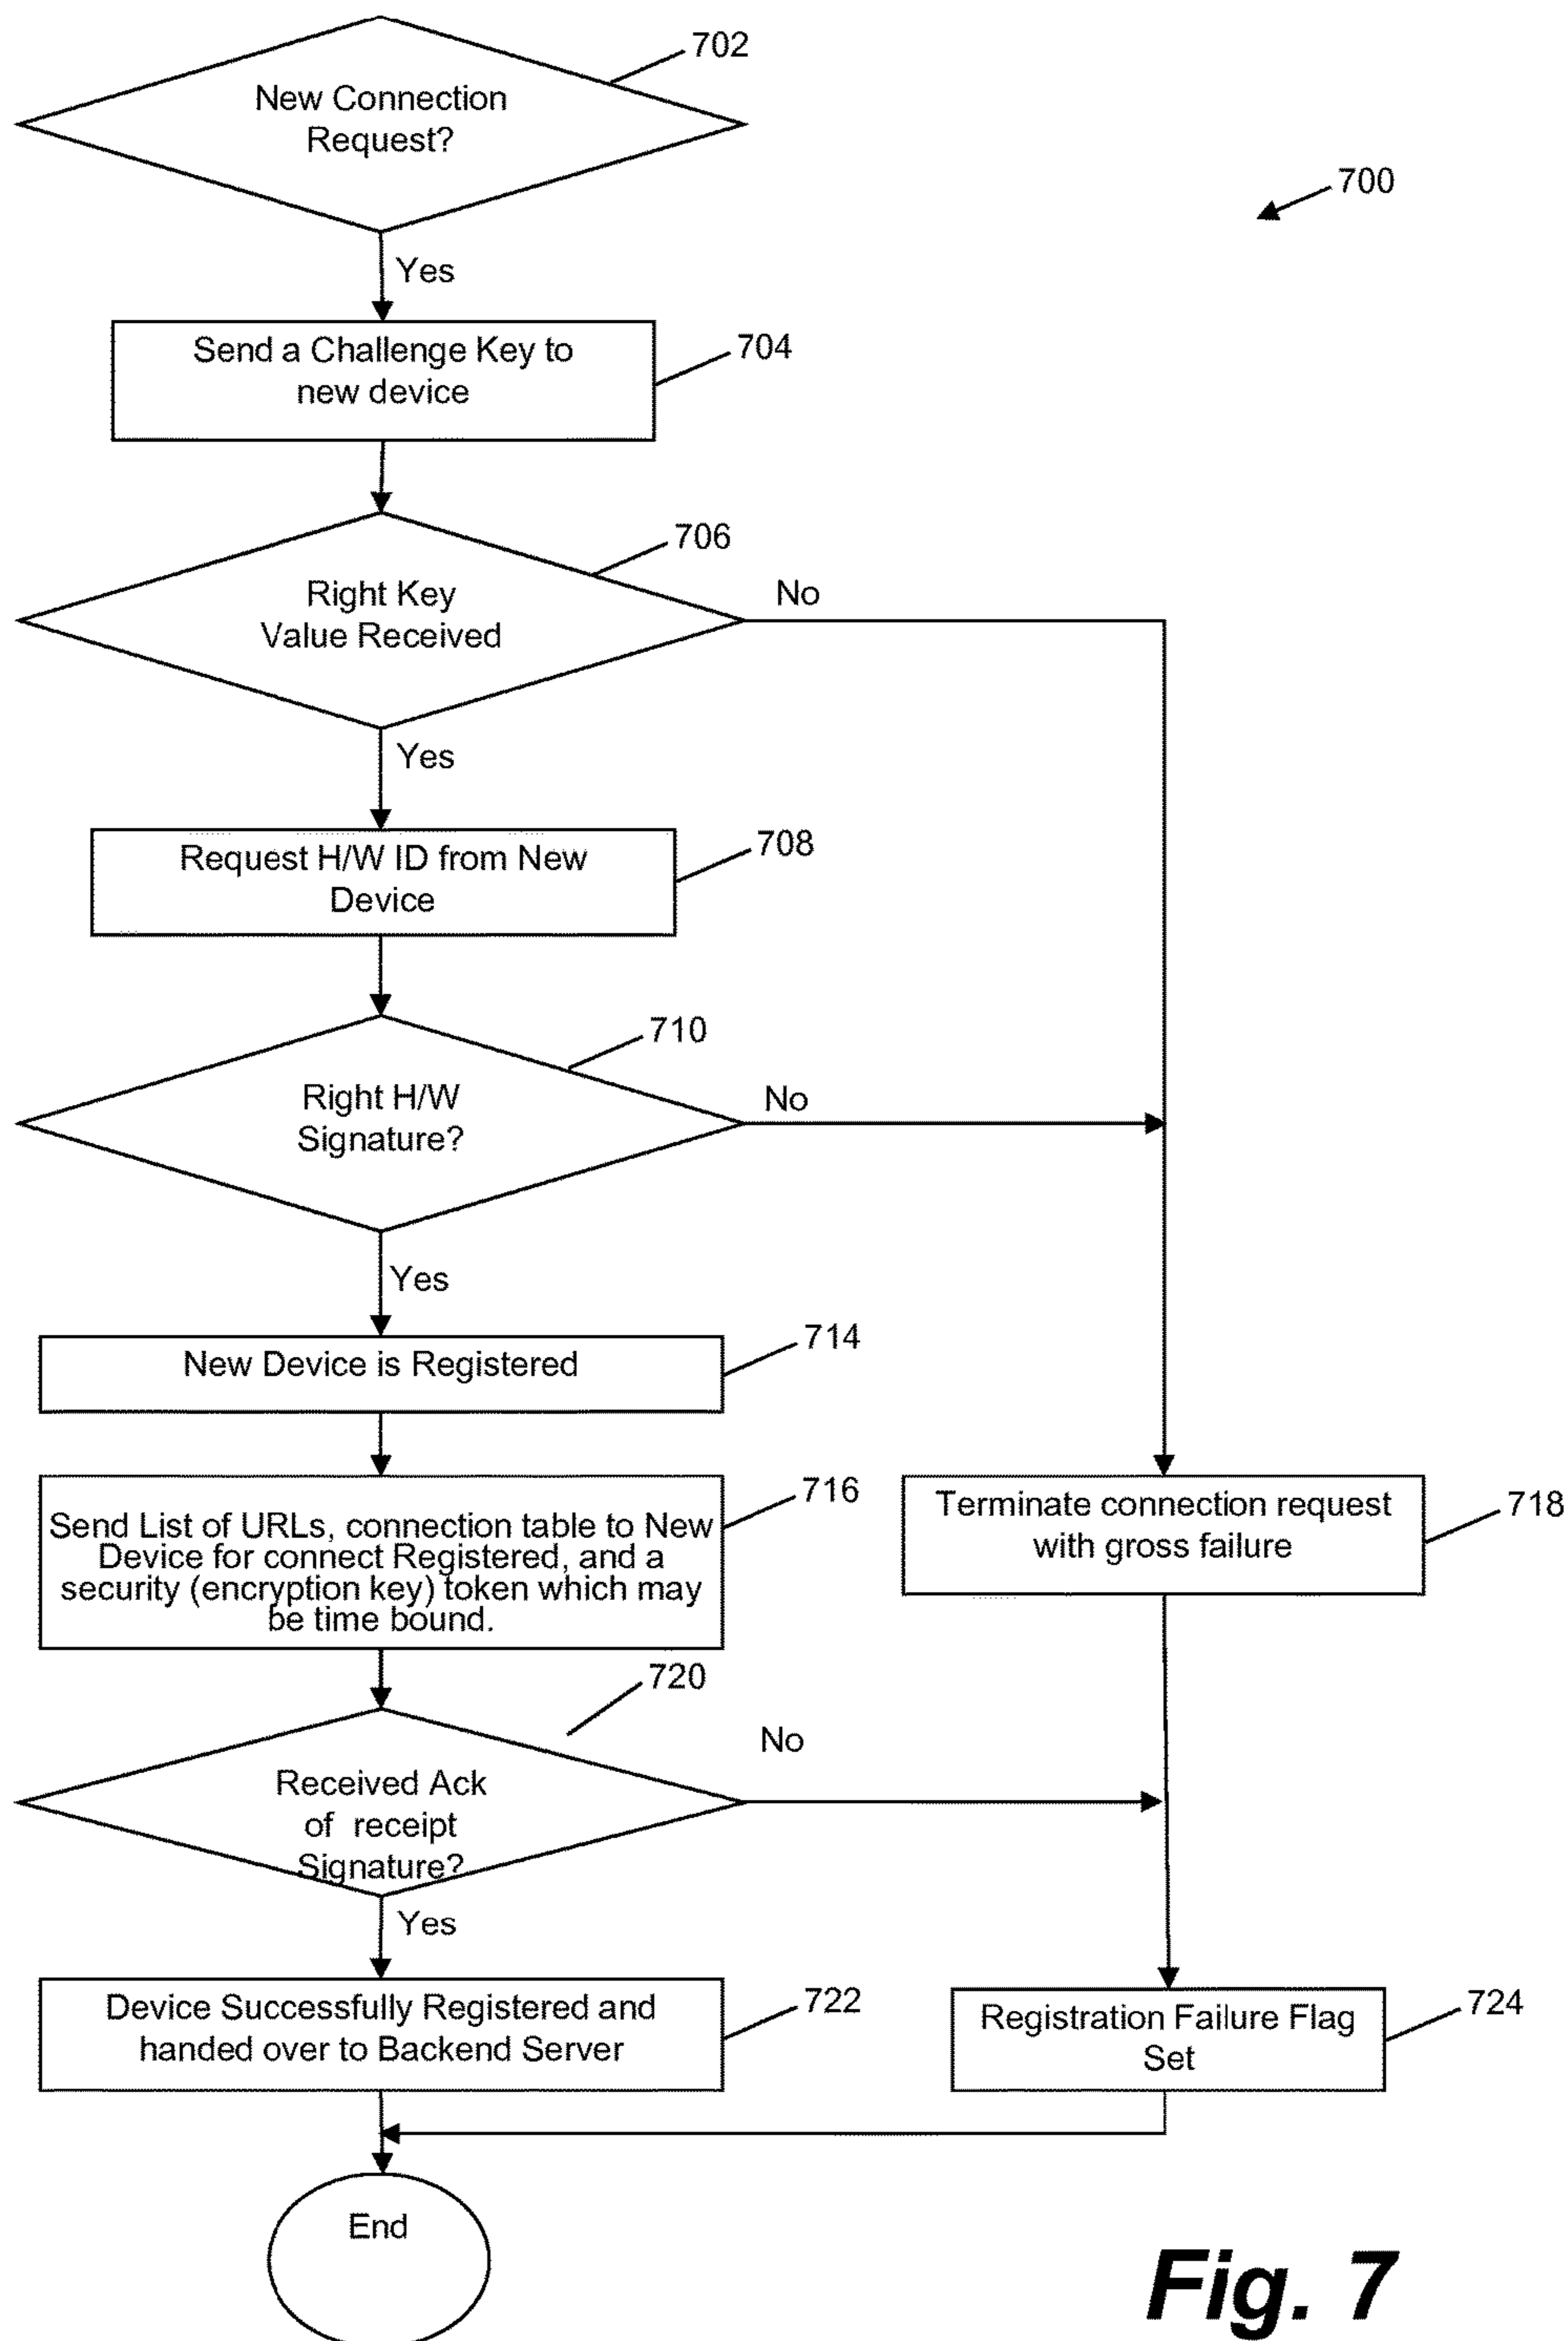 702
New Connection
Request?
700
Yes
Send a Challenge Key to
new device
704
706
Right Key
Value Received
No
Yes
Request H/W ID from New
Device
708
710
Right H/W
Signature?
No
Yes
New Device is Registered
714
Send List of URLs, connection table to New
Device for connect Registered, and a
security (encryption key) token which may
be time bound.
716
Terminate connection request
with gross failure
718
720
No
Received Ack
of receipt
Signature?
Yes
Device Successfully Registered and
handed over to Backend Server
722
Registration Failure Flag
Set
724
End
Fig. 7